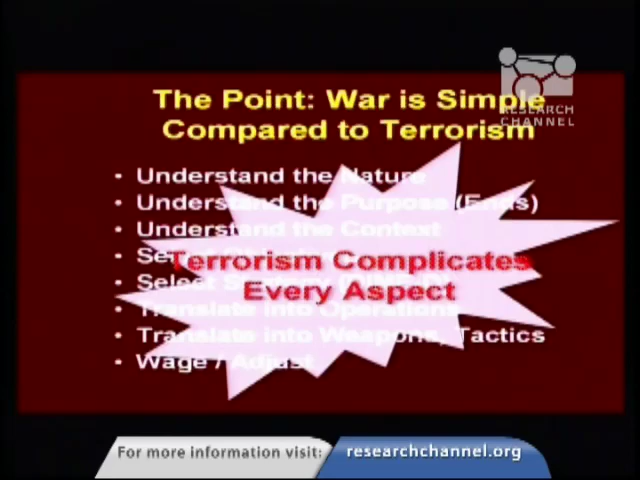 The Point: War is Simple
Compared to Terrorism
RESEARCH
CHANNEL
• Understand the Nature
• Understand the Purpose (Ends)
• Understand the Context
• Select
• Select
• Translate into Operations
• Translate into Weapons, Tactics
• Wage / Adjust
Terrorism Complicates
Every Aspect
For more information visit:
researchchannel.org